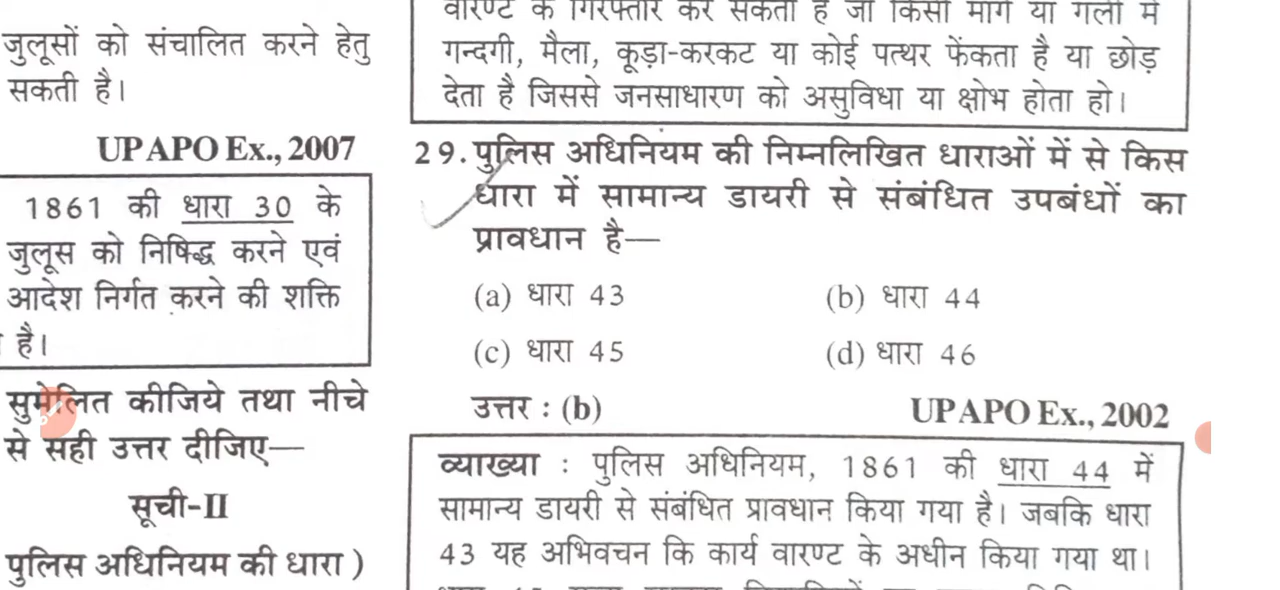 जुलूसों को संचालित करने हेतु
सकती है।
UP APO Ex., 2007
1861 की धारा 30 के
जुलूस को निषिद्ध करने एवं
आदेश निर्गत करने की शक्ति
है।
सुमेलित कीजिये तथा नीचे
से सही उत्तर दीजिए—
सूची-II
पुलिस अधिनियम की धारा )
वारण्ट के गिरफ्तार कर सकता है जो किसी मार्ग या गली में
गन्दगी, मैला, कूड़ा-करकट या कोई पत्थर फेंकता है या छोड़
देता है जिससे जनसाधारण को असुविधा या क्षोभ होता हो।
29. पुलिस अधिनियम की निम्नलिखित धाराओं में से किस
धारा में सामान्य डायरी से संबंधित उपबंधों का
प्रावधान है—
(a) धारा 43 (b) धारा 44
(c) धारा 45 (d) धारा 46
उत्तर : (b) UP APO Ex., 2002
व्याख्या : पुलिस अधिनियम, 1861 की धारा 44 में
सामान्य डायरी से संबंधित प्रावधान किया गया है। जबकि धारा
43 यह अभिवचन कि कार्य वारण्ट के अधीन किया गया था।